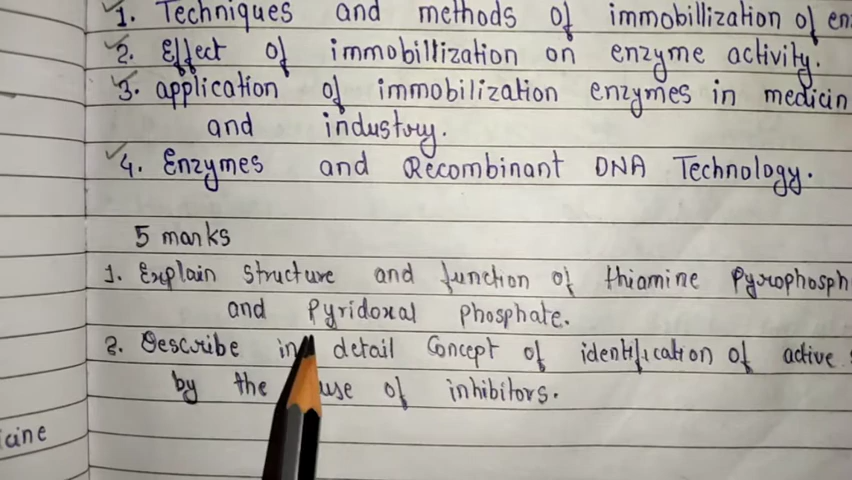 1. Techniques and methods of immobillization of en
2. Effect of immobillization on enzyme activity.
3. application of immobilization enzymes in medicin
and industry.
4. Enzymes and Recombinant DNA Technology.
5 marks
1. Explain structure and function of thiamine pyrophosph
and Pyridoxal phosphate.
2. Describe in detail Concept of identification of active
by the use of inhibitors.
icine